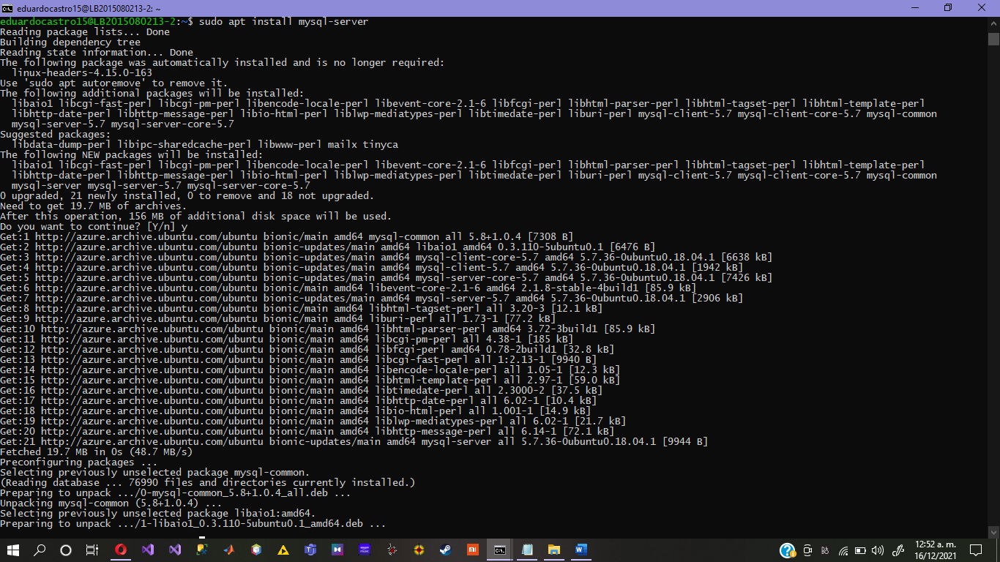 eduardocastro15@LB2015080213-2: ~
eduardocastro15@LB2015080213-2:~$ sudo apt install mysql-server
Reading package lists... Done
Building dependency tree
Reading state information... Done
The following package was automatically installed and is no longer required:
  linux-headers-4.15.0-163
Use 'sudo apt autoremove' to remove it.
The following additional packages will be installed:
  libaio1 libcgi-fast-perl libcgi-pm-perl libencode-locale-perl libevent-core-2.1-6 libfcgi-perl libhtml-parser-perl libhtml-tagset-perl libhtml-template-perl
  libhttp-date-perl libhttp-message-perl libio-html-perl liblwp-mediatypes-perl libtimedate-perl liburi-perl mysql-client-5.7 mysql-client-core-5.7 mysql-common
  mysql-server-5.7 mysql-server-core-5.7
Suggested packages:
  libdata-dump-perl libipc-sharedcache-perl libwww-perl mailx tinyca
The following NEW packages will be installed:
  libaio1 libcgi-fast-perl libcgi-pm-perl libencode-locale-perl libevent-core-2.1-6 libfcgi-perl libhtml-parser-perl libhtml-tagset-perl libhtml-template-perl
  libhttp-date-perl libhttp-message-perl libio-html-perl liblwp-mediatypes-perl libtimedate-perl liburi-perl mysql-client-5.7 mysql-client-core-5.7 mysql-common
  mysql-server mysql-server-5.7 mysql-server-core-5.7
0 upgraded, 21 newly installed, 0 to remove and 18 not upgraded.
Need to get 19.7 MB of archives.
After this operation, 156 MB of additional disk space will be used.
Do you want to continue? [Y/n] y
Get:1 http://azure.archive.ubuntu.com/ubuntu bionic/main amd64 mysql-common all 5.8+1.0.4 [7308 B]
Get:2 http://azure.archive.ubuntu.com/ubuntu bionic-updates/main amd64 libaio1 amd64 0.3.110-5ubuntu0.1 [6476 B]
Get:3 http://azure.archive.ubuntu.com/ubuntu bionic-updates/main amd64 mysql-client-core-5.7 amd64 5.7.36-0ubuntu0.18.04.1 [6638 kB]
Get:4 http://azure.archive.ubuntu.com/ubuntu bionic-updates/main amd64 mysql-client-5.7 amd64 5.7.36-0ubuntu0.18.04.1 [1942 kB]
Get:5 http://azure.archive.ubuntu.com/ubuntu bionic-updates/main amd64 mysql-server-core-5.7 amd64 5.7.36-0ubuntu0.18.04.1 [7426 kB]
Get:6 http://azure.archive.ubuntu.com/ubuntu bionic/main amd64 libevent-core-2.1-6 amd64 2.1.8-stable-4build1 [85.9 kB]
Get:7 http://azure.archive.ubuntu.com/ubuntu bionic-updates/main amd64 mysql-server-5.7 amd64 5.7.36-0ubuntu0.18.04.1 [2906 kB]
Get:8 http://azure.archive.ubuntu.com/ubuntu bionic/main amd64 libhtml-tagset-perl all 3.20-3 [12.1 kB]
Get:9 http://azure.archive.ubuntu.com/ubuntu bionic/main amd64 liburi-perl all 1.73-1 [77.2 kB]
Get:10 http://azure.archive.ubuntu.com/ubuntu bionic/main amd64 libhtml-parser-perl amd64 3.72-3build1 [85.9 kB]
Get:11 http://azure.archive.ubuntu.com/ubuntu bionic/main amd64 libcgi-pm-perl all 4.38-1 [185 kB]
Get:12 http://azure.archive.ubuntu.com/ubuntu bionic/main amd64 libfcgi-perl amd64 0.78-2build1 [32.8 kB]
Get:13 http://azure.archive.ubuntu.com/ubuntu bionic/main amd64 libcgi-fast-perl all 1:2.13-1 [9940 B]
Get:14 http://azure.archive.ubuntu.com/ubuntu bionic/main amd64 libencode-locale-perl all 1.05-1 [12.3 kB]
Get:15 http://azure.archive.ubuntu.com/ubuntu bionic/main amd64 libhtml-template-perl all 2.97-1 [59.0 kB]
Get:16 http://azure.archive.ubuntu.com/ubuntu bionic/main amd64 libtimedate-perl all 2.3000-2 [37.5 kB]
Get:17 http://azure.archive.ubuntu.com/ubuntu bionic/main amd64 libhttp-date-perl all 6.02-1 [10.4 kB]
Get:18 http://azure.archive.ubuntu.com/ubuntu bionic/main amd64 libio-html-perl all 1.001-1 [14.9 kB]
Get:19 http://azure.archive.ubuntu.com/ubuntu bionic/main amd64 liblwp-mediatypes-perl all 6.02-1 [21.7 kB]
Get:20 http://azure.archive.ubuntu.com/ubuntu bionic/main amd64 libhttp-message-perl all 6.14-1 [72.1 kB]
Get:21 http://azure.archive.ubuntu.com/ubuntu bionic-updates/main amd64 mysql-server all 5.7.36-0ubuntu0.18.04.1 [9944 B]
Fetched 19.7 MB in 0s (48.7 MB/s)
Preconfiguring packages ...
Selecting previously unselected package mysql-common.
(Reading database ... 76990 files and directories currently installed.)
Preparing to unpack .../0-mysql-common_5.8+1.0.4_all.deb ...
Unpacking mysql-common (5.8+1.0.4) ...
Selecting previously unselected package libaio1:amd64.
Preparing to unpack .../1-libaio1_0.3.110-5ubuntu0.1_amd64.deb ...
12:52 a. m.
16/12/2021